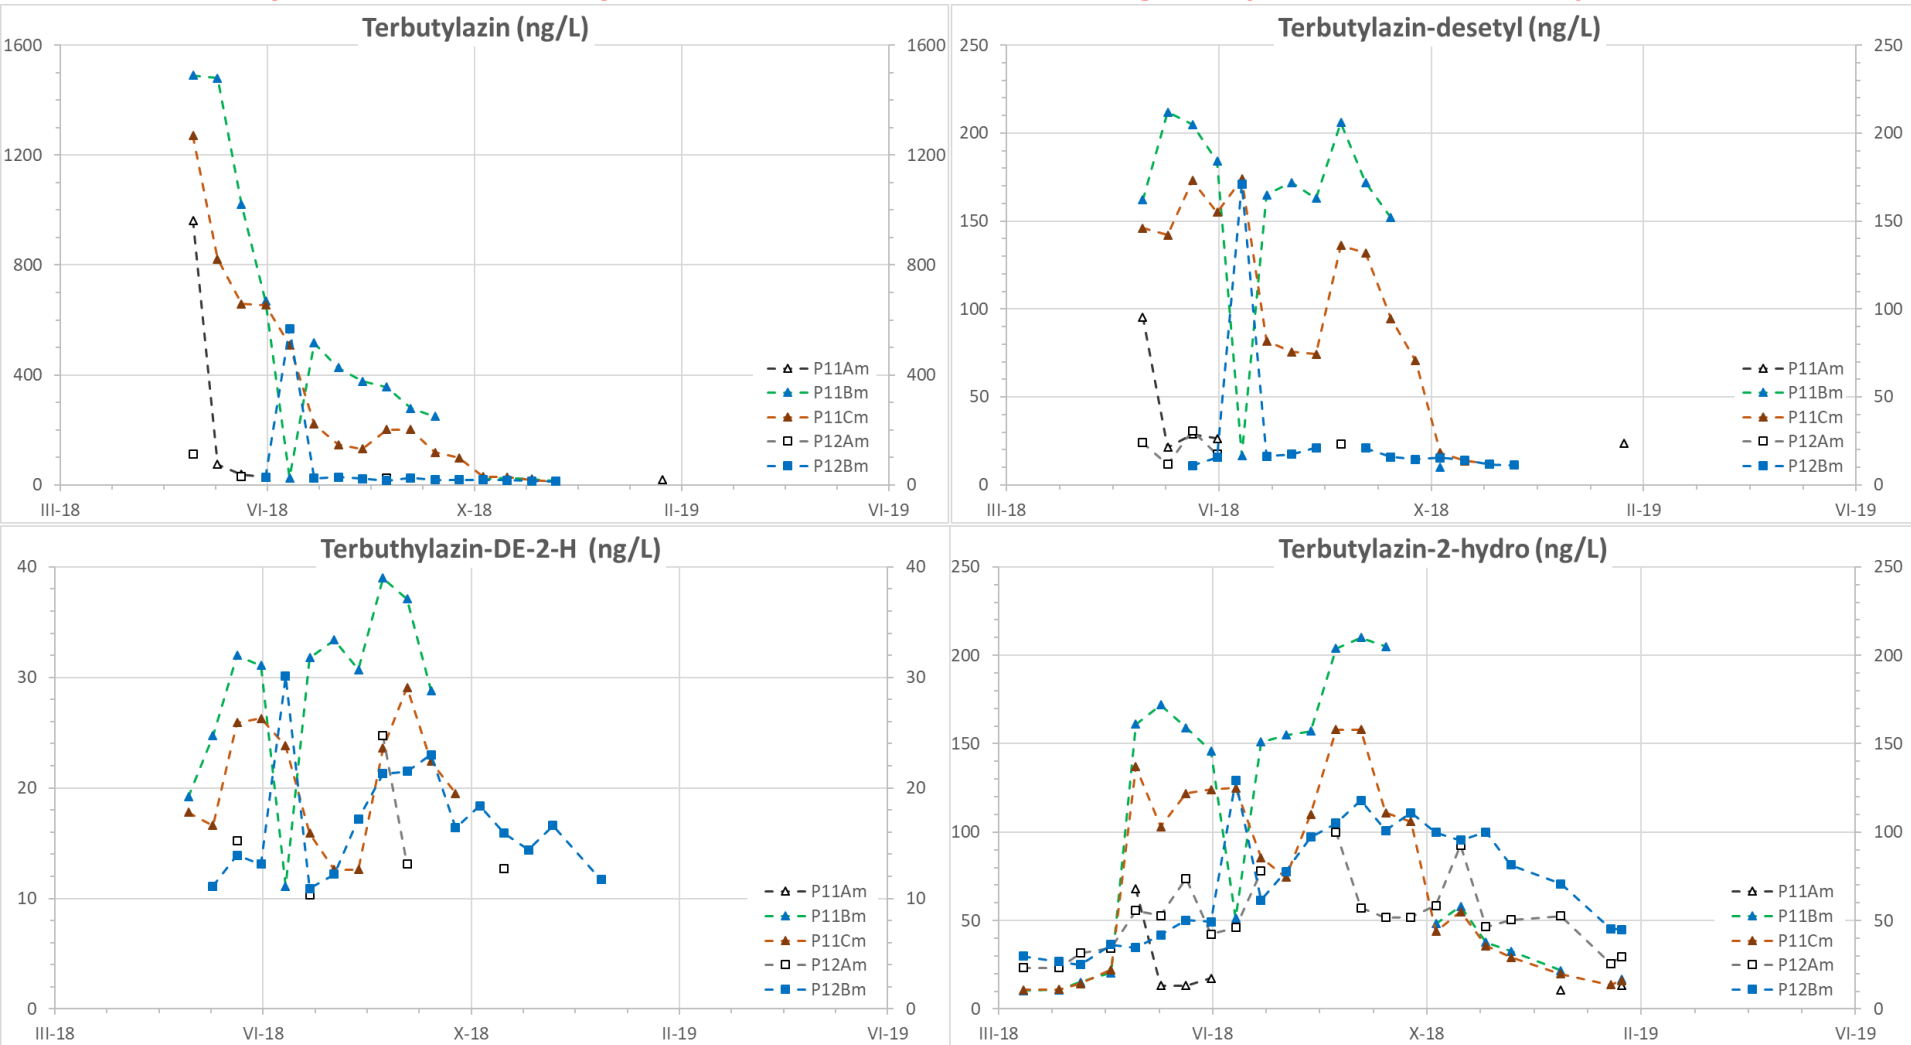 Terbutylazin (ng/L)
1600
1200
800
400
0
1600
1200
800
400
0
III-18
VI-18
X-18
II-19
VI-19
P11Am
P11Bm
P11Cm
P12Am
P12Bm
Terbutylazin-desetyl (ng/L)
250
200
150
100
50
0
250
200
150
100
50
0
III-18
VI-18
X-18
II-19
VI-19
P11Am
P11Bm
P11Cm
P12Am
P12Bm
Terbuthylazin-DE-2-H (ng/L)
40
30
20
10
0
40
30
20
10
0
III-18
VI-18
X-18
II-19
VI-19
P11Am
P11Bm
P11Cm
P12Am
P12Bm
Terbutylazin-2-hydro (ng/L)
250
200
150
100
50
0
250
200
150
100
50
0
III-18
VI-18
X-18
II-19
VI-19
P11Am
P11Bm
P11Cm
P12Am
P12Bm